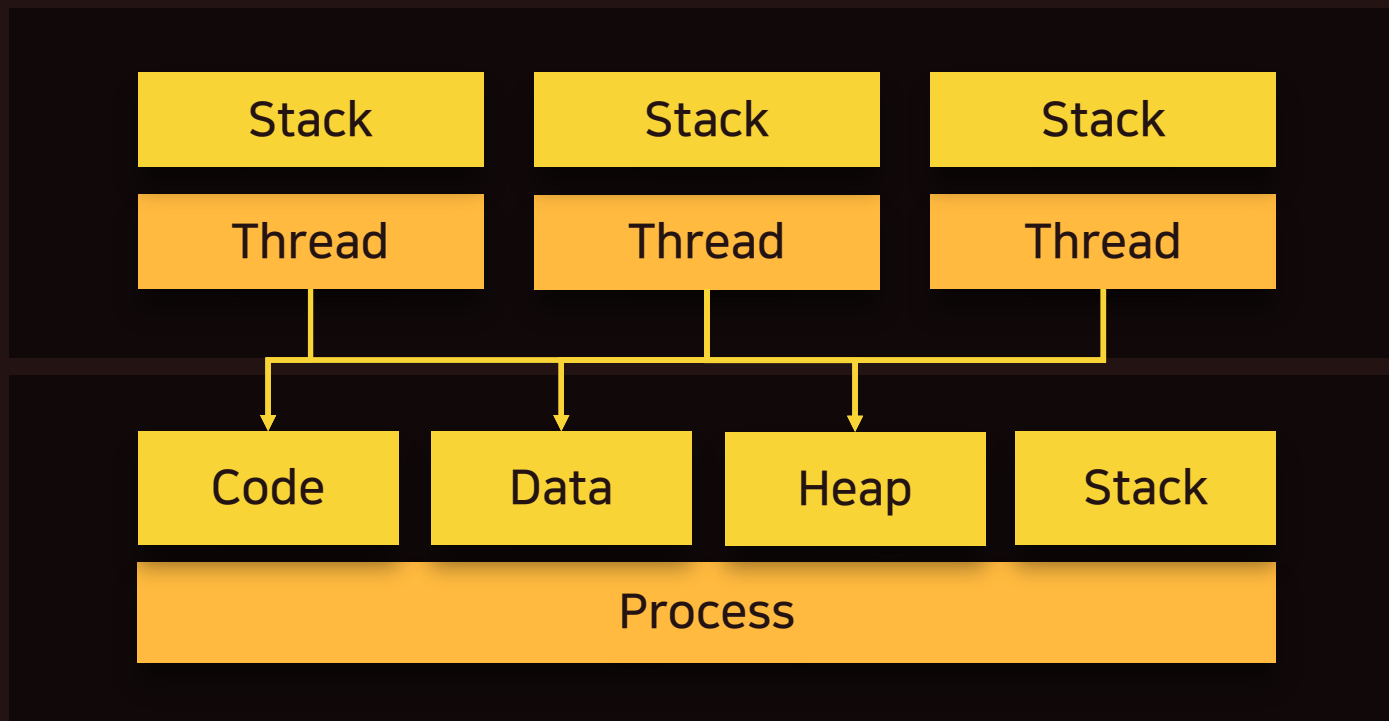 Stack
Stack
Stack
Thread
Thread
Thread
Code
Data
Heap
Stack
Process